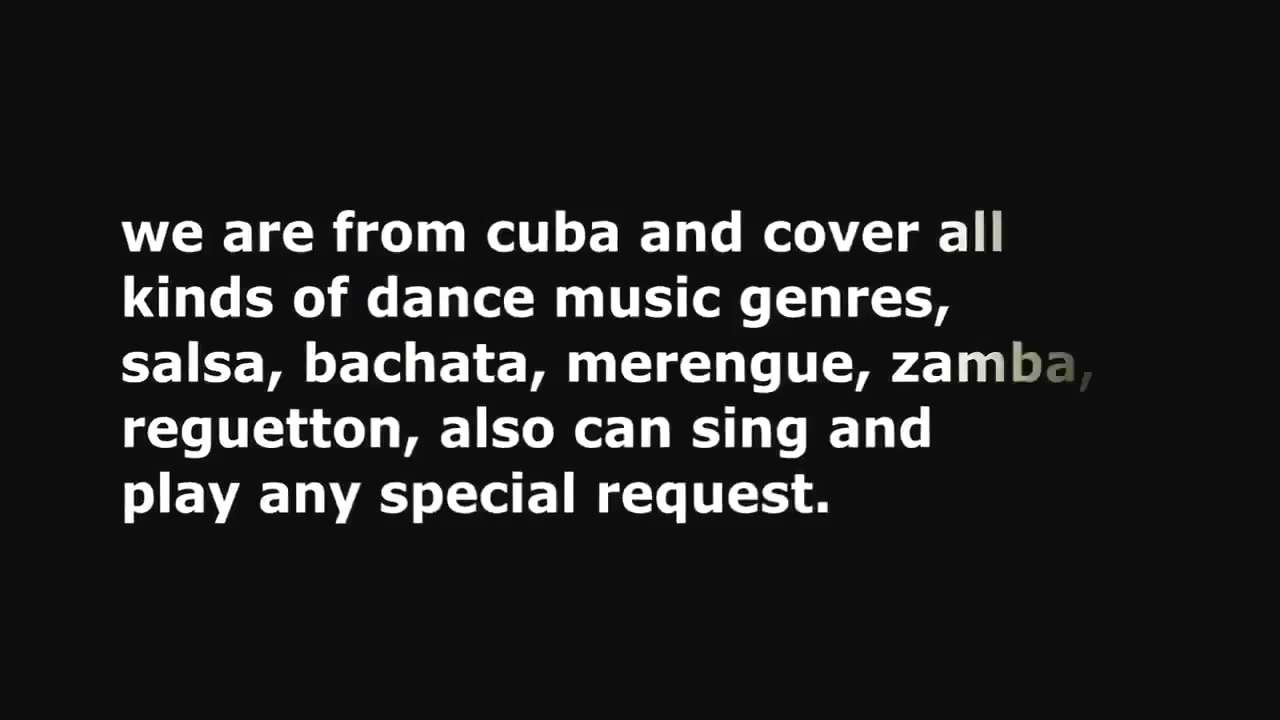 we are from cuba and cover all
kinds of dance music genres,
salsa, bachata, merengue, zamba,
reguetton, also can sing and
play any special request.